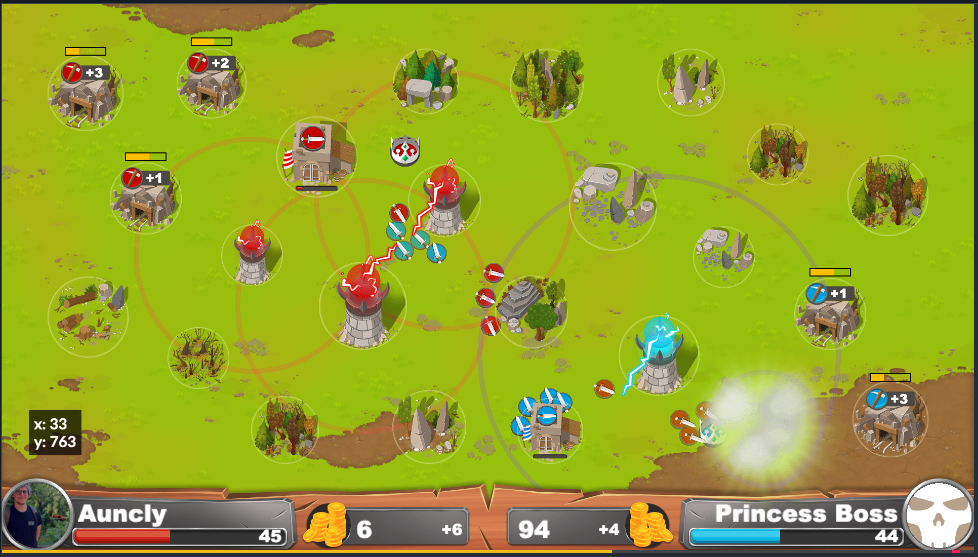 +3
+2
+1
+1
+3
x: 33
y: 763
Auncly
45
6
+6
94
+4
Princess Boss
44